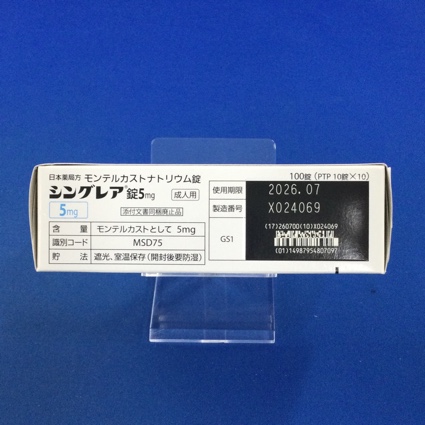 日本薬局方 モンテルカストナトリウム錠
シングレア®錠5mg 成人用
5mg 添付文書同梱廃止品
含量 モンテルカストとして 5mg
識別コード MSD75
貯法 遮光、室温保存(開封後要防湿)
100錠 (PTP 10錠×10)
使用期限 2026.07
製造番号 X024069
GS1
(17)260700(10)X024069
(01)14987954807097